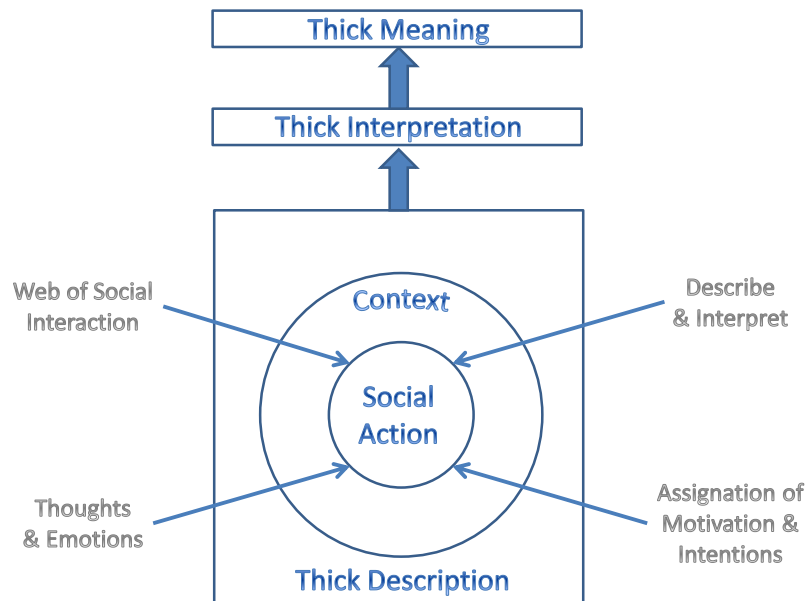 Thick Meaning
Thick Interpretation
Context
Web of Social
Interaction
Describe
& Interpret
Social
Action
Thoughts
& Emotions
Assignation of
Motivation &
Intentions
Thick Description